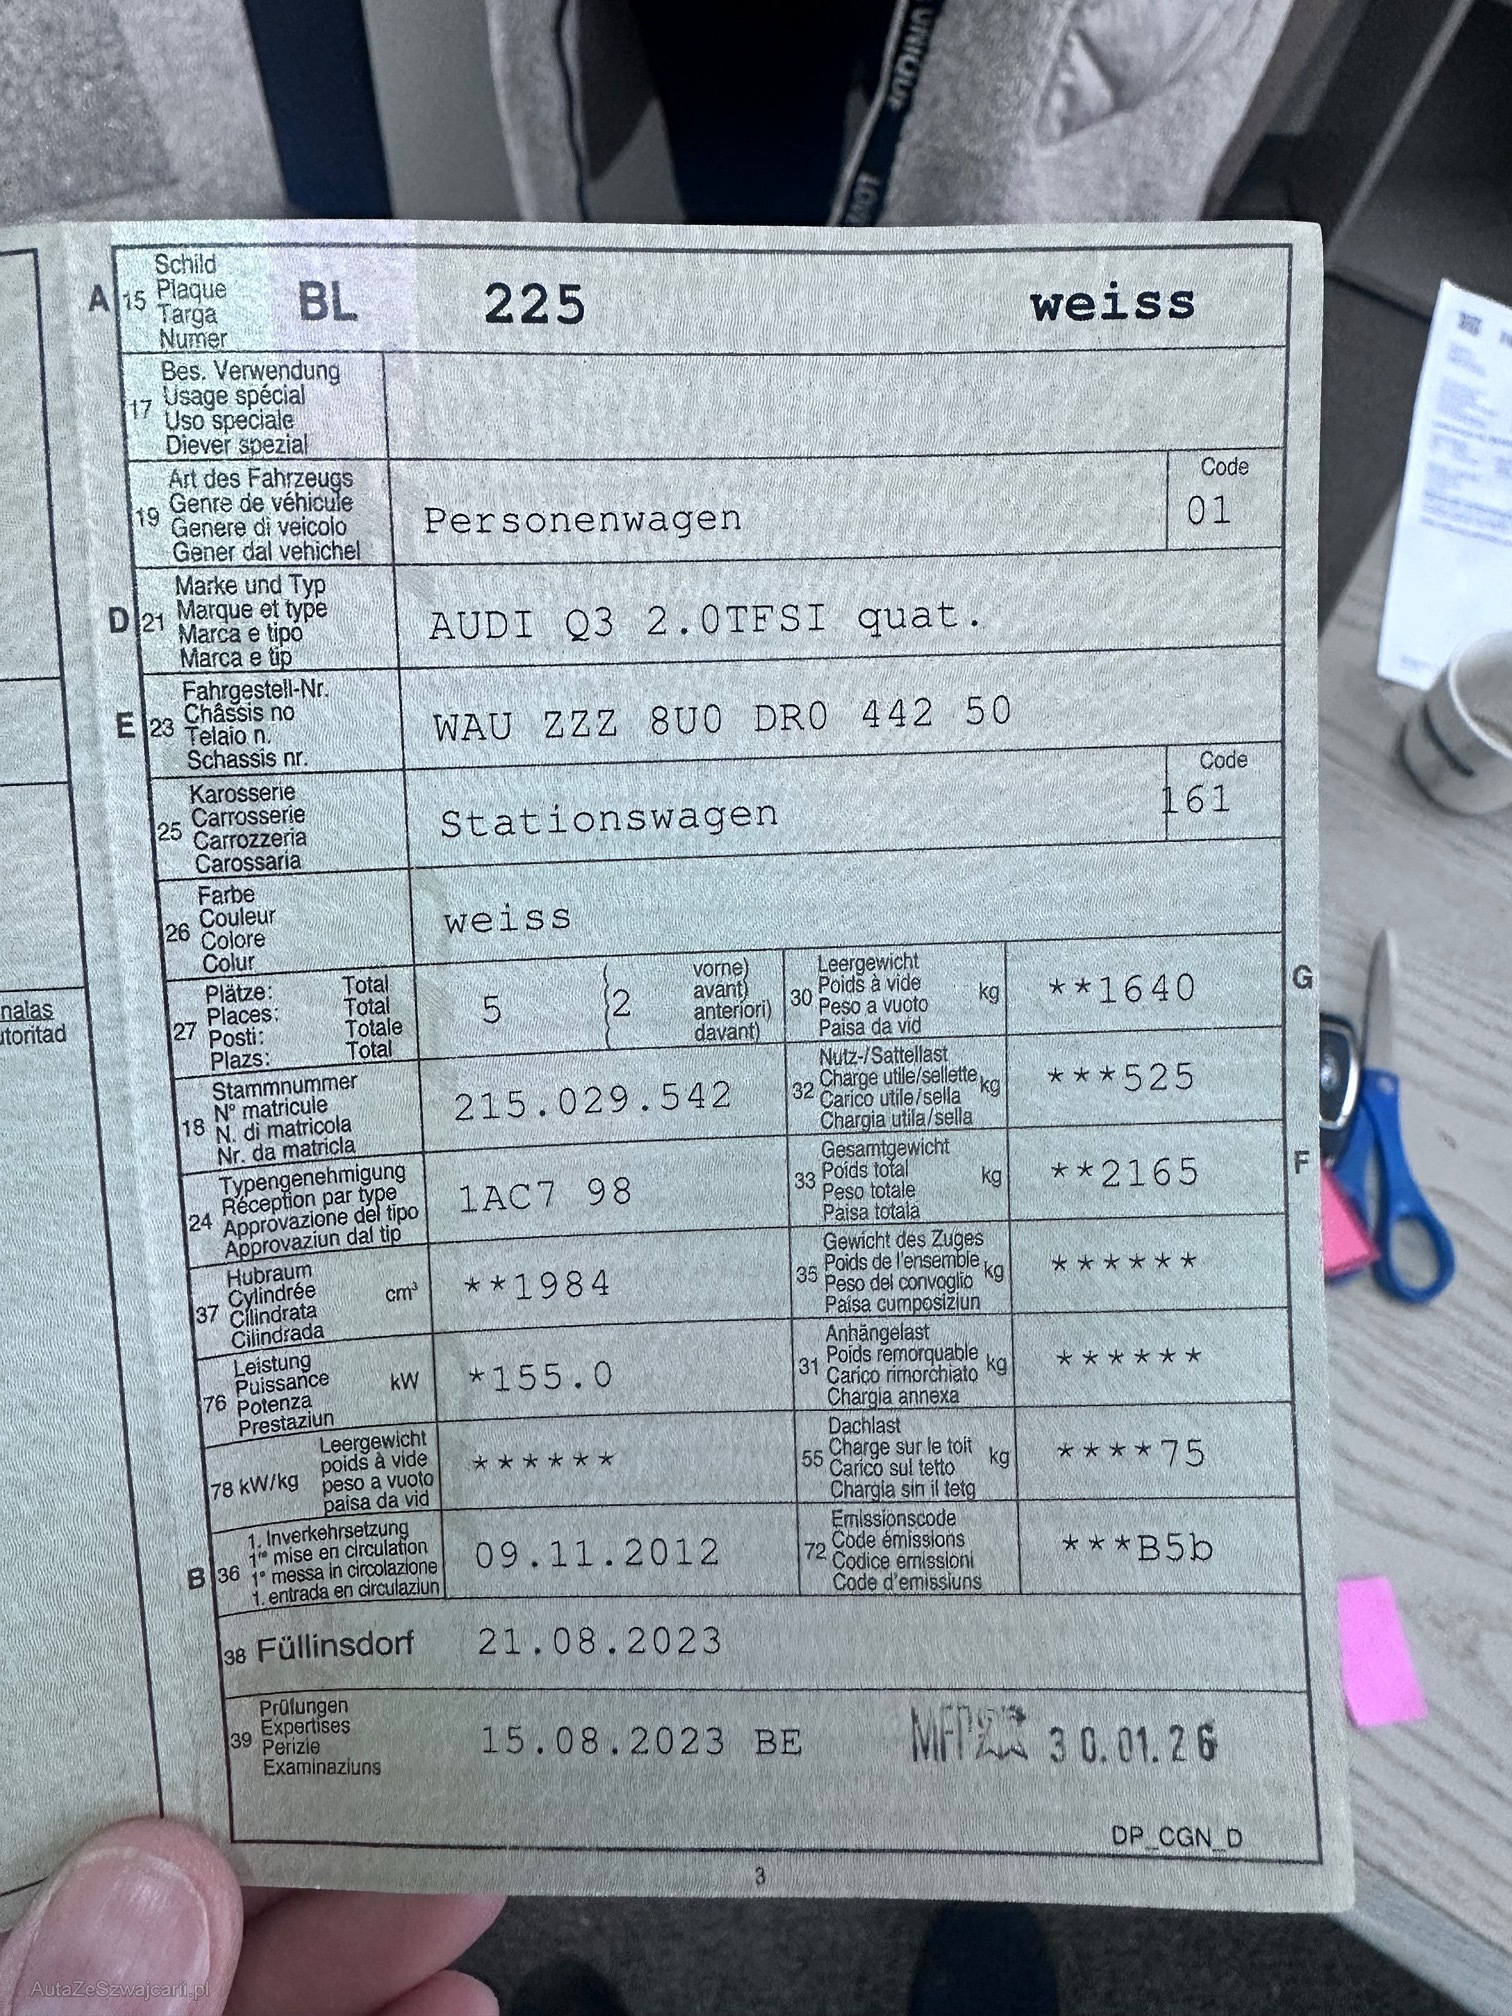 UNIQUE
A 15 Schild Plaque Targa Numer BL 225 weiss
17 Bes. Verwendung Usage spécial Uso speciale Diever spezial
19 Art des Fahrzeugs Genre de véhicule Genere di veicolo Gener dal vehichel Personenwagen Code 01
D 21 Marke und Typ Marque et type Marca e tipo Marca e tip AUDI Q3 2.0TFSI quat.
E 23 Fahrgestell-Nr. Châssis no Telaio n. Schassis nr. WAU ZZZ 8U0 DR0 442 50
25 Karosserie Carrosserie Carrozzeria Carossaria Stationswagen Code 161
26 Farbe Couleur Colore Colur weiss
27 Plätze: Total Places: Total Posti: Totale Plazs: Total 5 (2 vorne) avant) anteriori) davant)
30 Leergewicht Poids à vide Peso a vuoto Paisa da vid kg **1640 G
nalas
utoritad
18 Stammnummer N° matricule N. di matricola Nr. da matricla 215.029.542
32 Nutz-/Sattellast Charge utile/sellette Carico utile/sella Chargia utila/sella kg ***525
24 Typengenehmigung Réception par type Approvazione del tipo Approvaziun dal tip 1AC7 98
33 Gesamtgewicht Poids total Peso totale Paisa totala kg **2165 F
37 Hubraum Cylindrée Cilindrata Cilindrada cm³ **1984
35 Gewicht des Zuges Poids de l'ensemble Peso del convoglio Paisa cumposiziun kg ******
76 Leistung Puissance Potenza Prestaziun kW *155.0
31 Anhängelast Poids remorquable Carico rimorchiato Chargia annexa kg ******
78 kW/kg Leergewicht poids à vide peso a vuoto paisa da vid ******
55 Dachlast Charge sur le toit Carico sul tetto Chargia sin il tetg kg ****75
B 36 1. Inverkehrsetzung 1re mise en circulation 1a messa in circolazione 1. entrada en circulaziun 09.11.2012
72 Emissionscode Code émissions Codice emissioni Code d'emissiuns ***B5b
38 Füllinsdorf 21.08.2023
39 Prüfungen Expertises Perizie Examinaziuns 15.08.2023 BE 30.01.26
DP_CGN_D
3
AutaZeSzwajcarii.pl